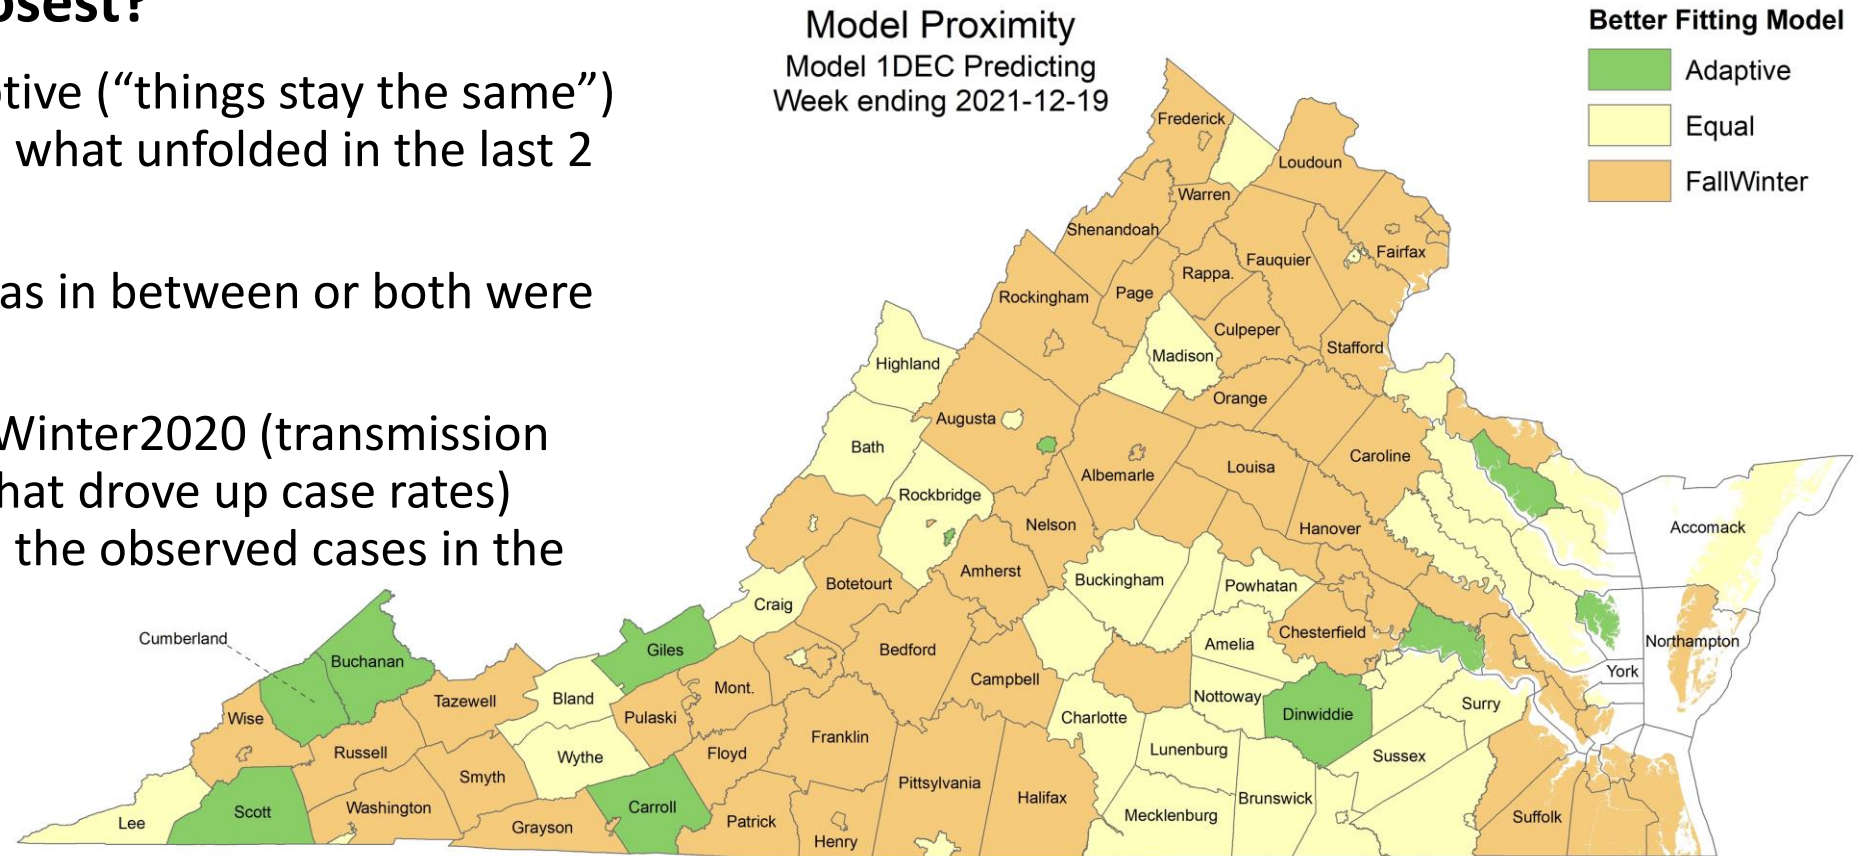 osest?
otive (“things stay the same”)
what unfolded in the last 2
as in between or both were
Winter2020 (transmission
hat drove up case rates)
the observed cases in the
Model Proximity
Model 1DEC Predicting
Week ending 2021-12-19
Better Fitting Model
Adaptive
Equal
FallWinter
Frederick
Loudoun
Warren
Shenandoah
Fairfax
Fauquier
Rappa.
Page
Rockingham
Culpeper
Stafford
Madison
Highland
Orange
Augusta
Bath
Caroline
Louisa
Albemarle
Rockbridge
Nelson
Hanover
Accomack
Amherst
Buckingham
Botetourt
Powhatan
Craig
Chesterfield
Cumberland
Northampton
Amelia
Giles
Bedford
Buchanan
York
Campbell
Mont.
Nottoway
Bland
Tazewell
Surry
Dinwiddie
Charlotte
Pulaski
Wise
Franklin
Lunenburg
Russell
Floyd
Wythe
Sussex
Smyth
Pittsylvania
Halifax
Brunswick
Washington
Carroll
Scott
Mecklenburg
Suffolk
Patrick
Lee
Grayson
Henry